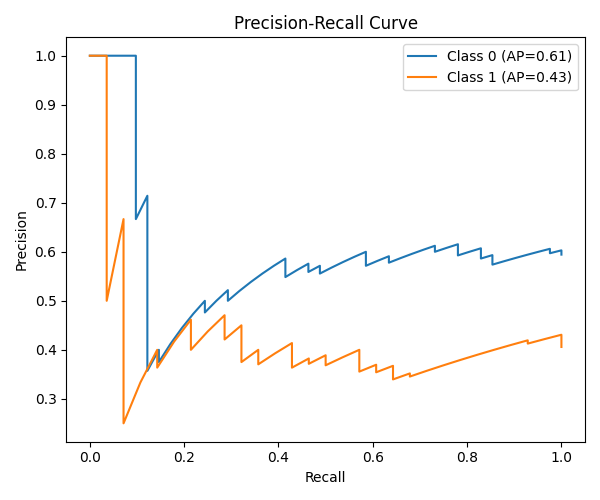 Precision-Recall Curve
Class 0 (AP=0.61)
Class 1 (AP=0.43)
Precision
1.0
0.9
0.8
0.7
0.6
0.5
0.4
0.3
0.0 0.2 0.4 0.6 0.8 1.0
Recall